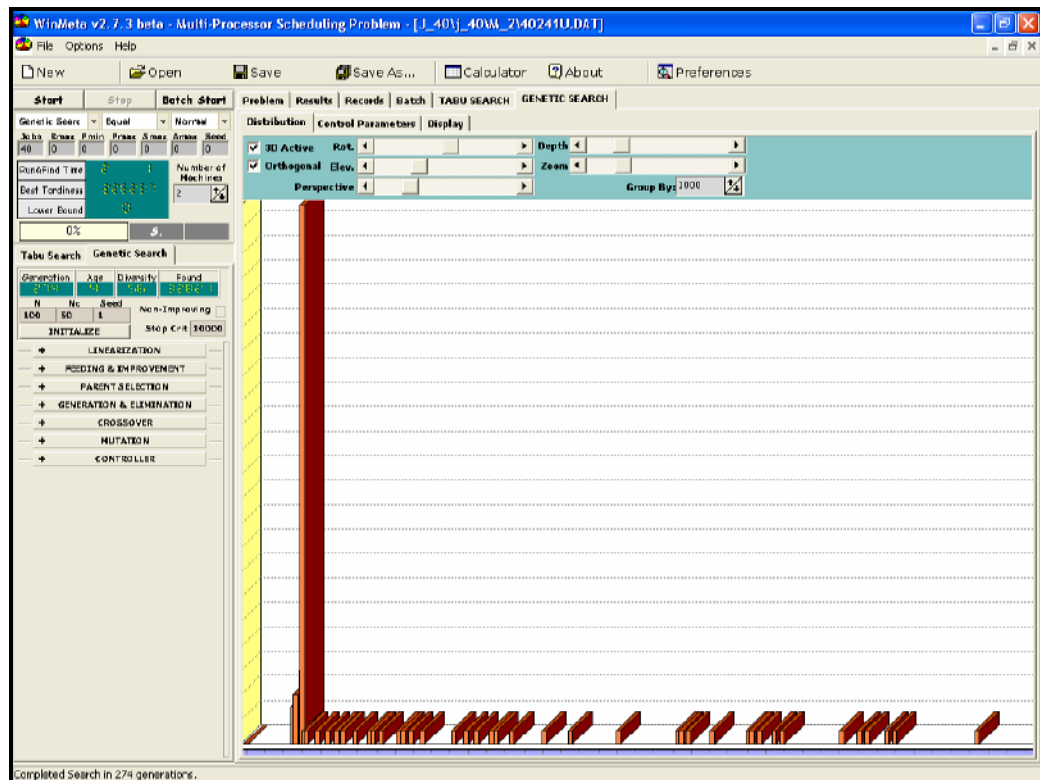 WinMeta v2.7.3 beta - Multi-Processor Scheduling Problem - [J_40\j_40\M_2\40241U.DAT]
File Options Help
New Open Save Save As... Calculator About Preferences
Start Stop Batch Start Problem Results Records Batch TABU SEARCH GENETIC SEARCH
Genetic Searc Equal Normal Distribution Control Parameters Display
Jobs Rmax Pmin Pmax Smax Amax Seed
40 0 0 0 0 0 0
3D Active Rot. Depth
Orthogonal Elev. Zoom
Perspective Group By: 1000
Run&Find Time 2 1 Number of Machines
Best Tardiness 2
Lower Bound 0
0% S.
Tabu Search Genetic Search
Generation Age Diversity Found
274 4 56
N Nc Seed Non-Improving
100 50 1
INITIALIZE Stop Crit 10000
+ LINEARIZATION
+ FEEDING & IMPROVEMENT
+ PARENT SELECTION
+ GENERATION & ELIMINATION
+ CROSSOVER
+ MUTATION
+ CONTROLLER
Completed Search in 274 generations.